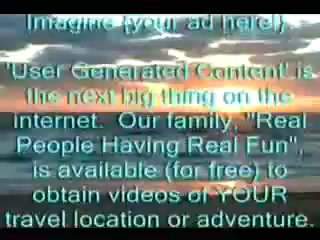 Imagine {your ad here!}
'User Generated Content' is
the next big thing on the
internet.  Our family, "Real
People Having Real Fun",
is available (for free) to
obtain videos of YOUR
travel location or adventure.